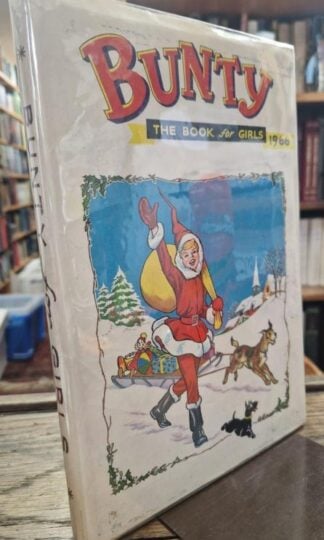 BUNTY
THE BOOK for GIRLS
1966
BUNTY for GIRLS